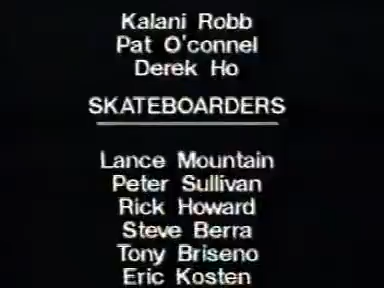 Kalani Robb
Pat O'connel
Derek Ho
SKATEBOARDERS
Lance Mountain
Peter Sullivan
Rick Howard
Steve Berra
Tony Briseno
Eric Kosten